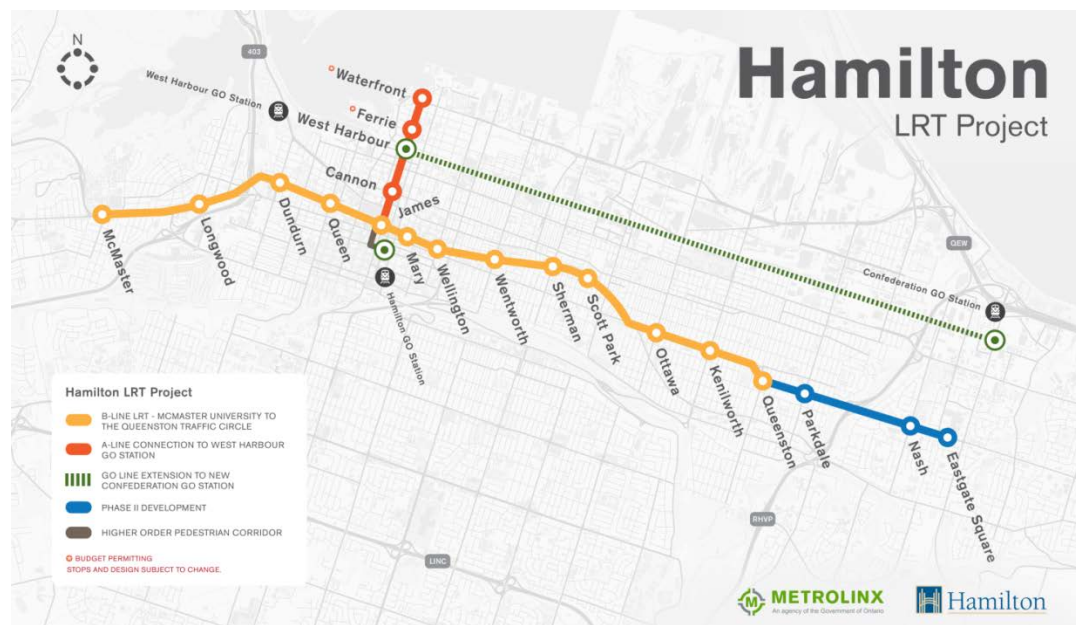 Hamilton
LRT Project
N
403
West Harbour GO Station
Waterfront
Ferrie
West Harbour
Cannon
James
McMaster
Longwood
Dundurn
Queen
Mary
Wellington
Hamilton GO Station
Wentworth
Sherman
Scott Park
Ottawa
Kenilworth
Queenston
Parkdale
Nash
Eastgate Square
QEW
Confederation GO Station
RHVP
LINC
Hamilton LRT Project
B-LINE LRT - MCMASTER UNIVERSITY TO
THE QUEENSTON TRAFFIC CIRCLE
A-LINE CONNECTION TO WEST HARBOUR
GO STATION
GO LINE EXTENSION TO NEW
CONFEDERATION GO STATION
PHASE II DEVELOPMENT
HIGHER ORDER PEDESTRIAN CORRIDOR
BUDGET PERMITTING
STOPS AND DESIGN SUBJECT TO CHANGE.
METROLINX
An agency of the Government of Ontario
Hamilton